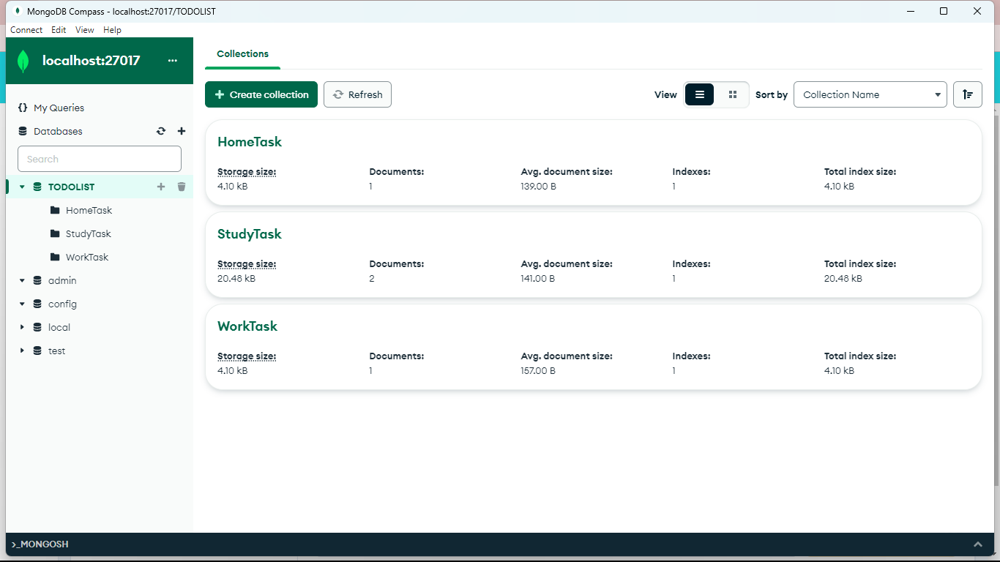 MongoDB Compass - localhost:27017/TODOLIST
Connect Edit View Help
localhost:27017 ...
{} My Queries
Databases
Search
TODOLIST
HomeTask
StudyTask
WorkTask
admin
config
local
test
Collections
+ Create collection Refresh View Sort by Collection Name
HomeTask
Storage size: Documents: Avg. document size: Indexes: Total index size:
4.10 kB 1 139.00 B 1 4.10 kB
StudyTask
Storage size: Documents: Avg. document size: Indexes: Total index size:
20.48 kB 2 141.00 B 1 20.48 kB
WorkTask
Storage size: Documents: Avg. document size: Indexes: Total index size:
4.10 kB 1 157.00 B 1 4.10 kB
>_MONGOSH